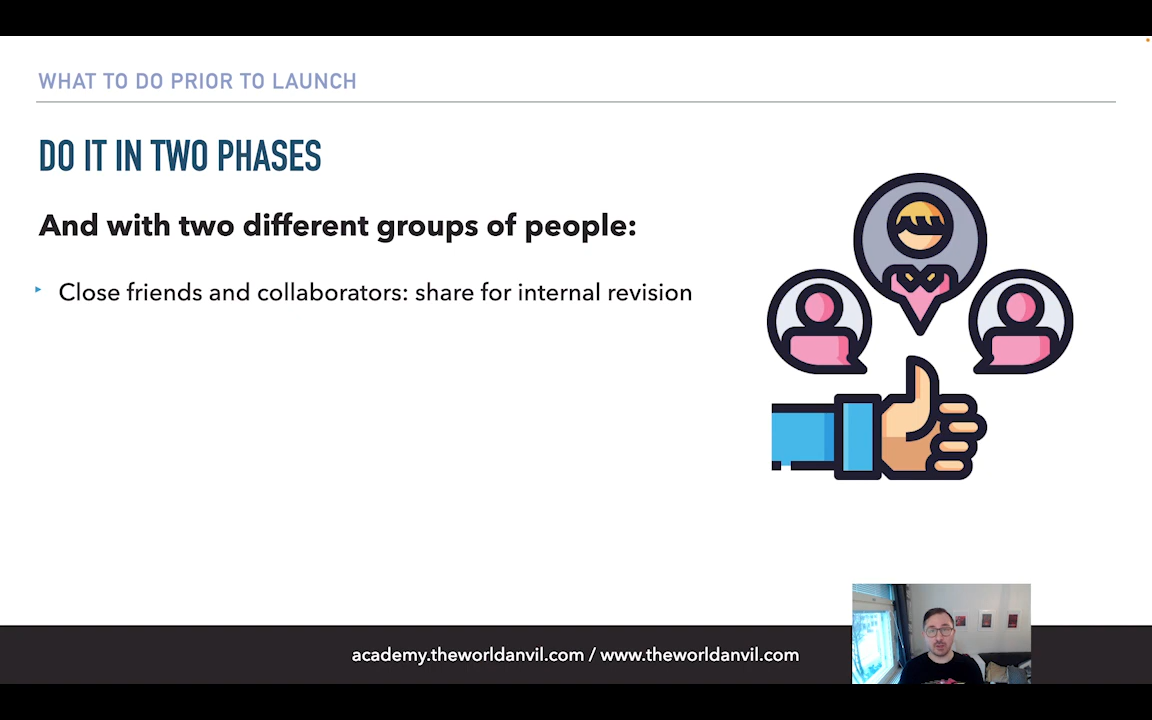 WHAT TO DO PRIOR TO LAUNCH
DO IT IN TWO PHASES
And with two different groups of people:
Close friends and collaborators: share for internal revision
academy.theworldanvil.com / www.theworldanvil.com